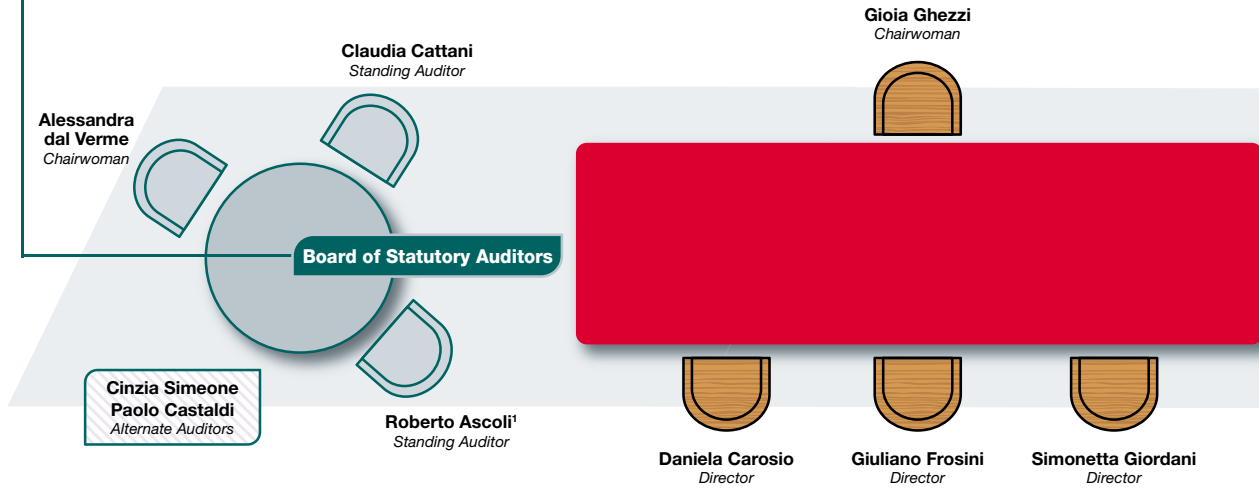 Gioia Ghezzi
Chairwoman
Claudia Cattani
Standing Auditor
Alessandra
dal Verme
Chairwoman
Board of Statutory Auditors
Cinzia Simeone
Paolo Castaldi
Alternate Auditors
Roberto Ascoli¹
Standing Auditor
Daniela Carosio
Director
Giuliano Frosini
Director
Simonetta Giordani
Director